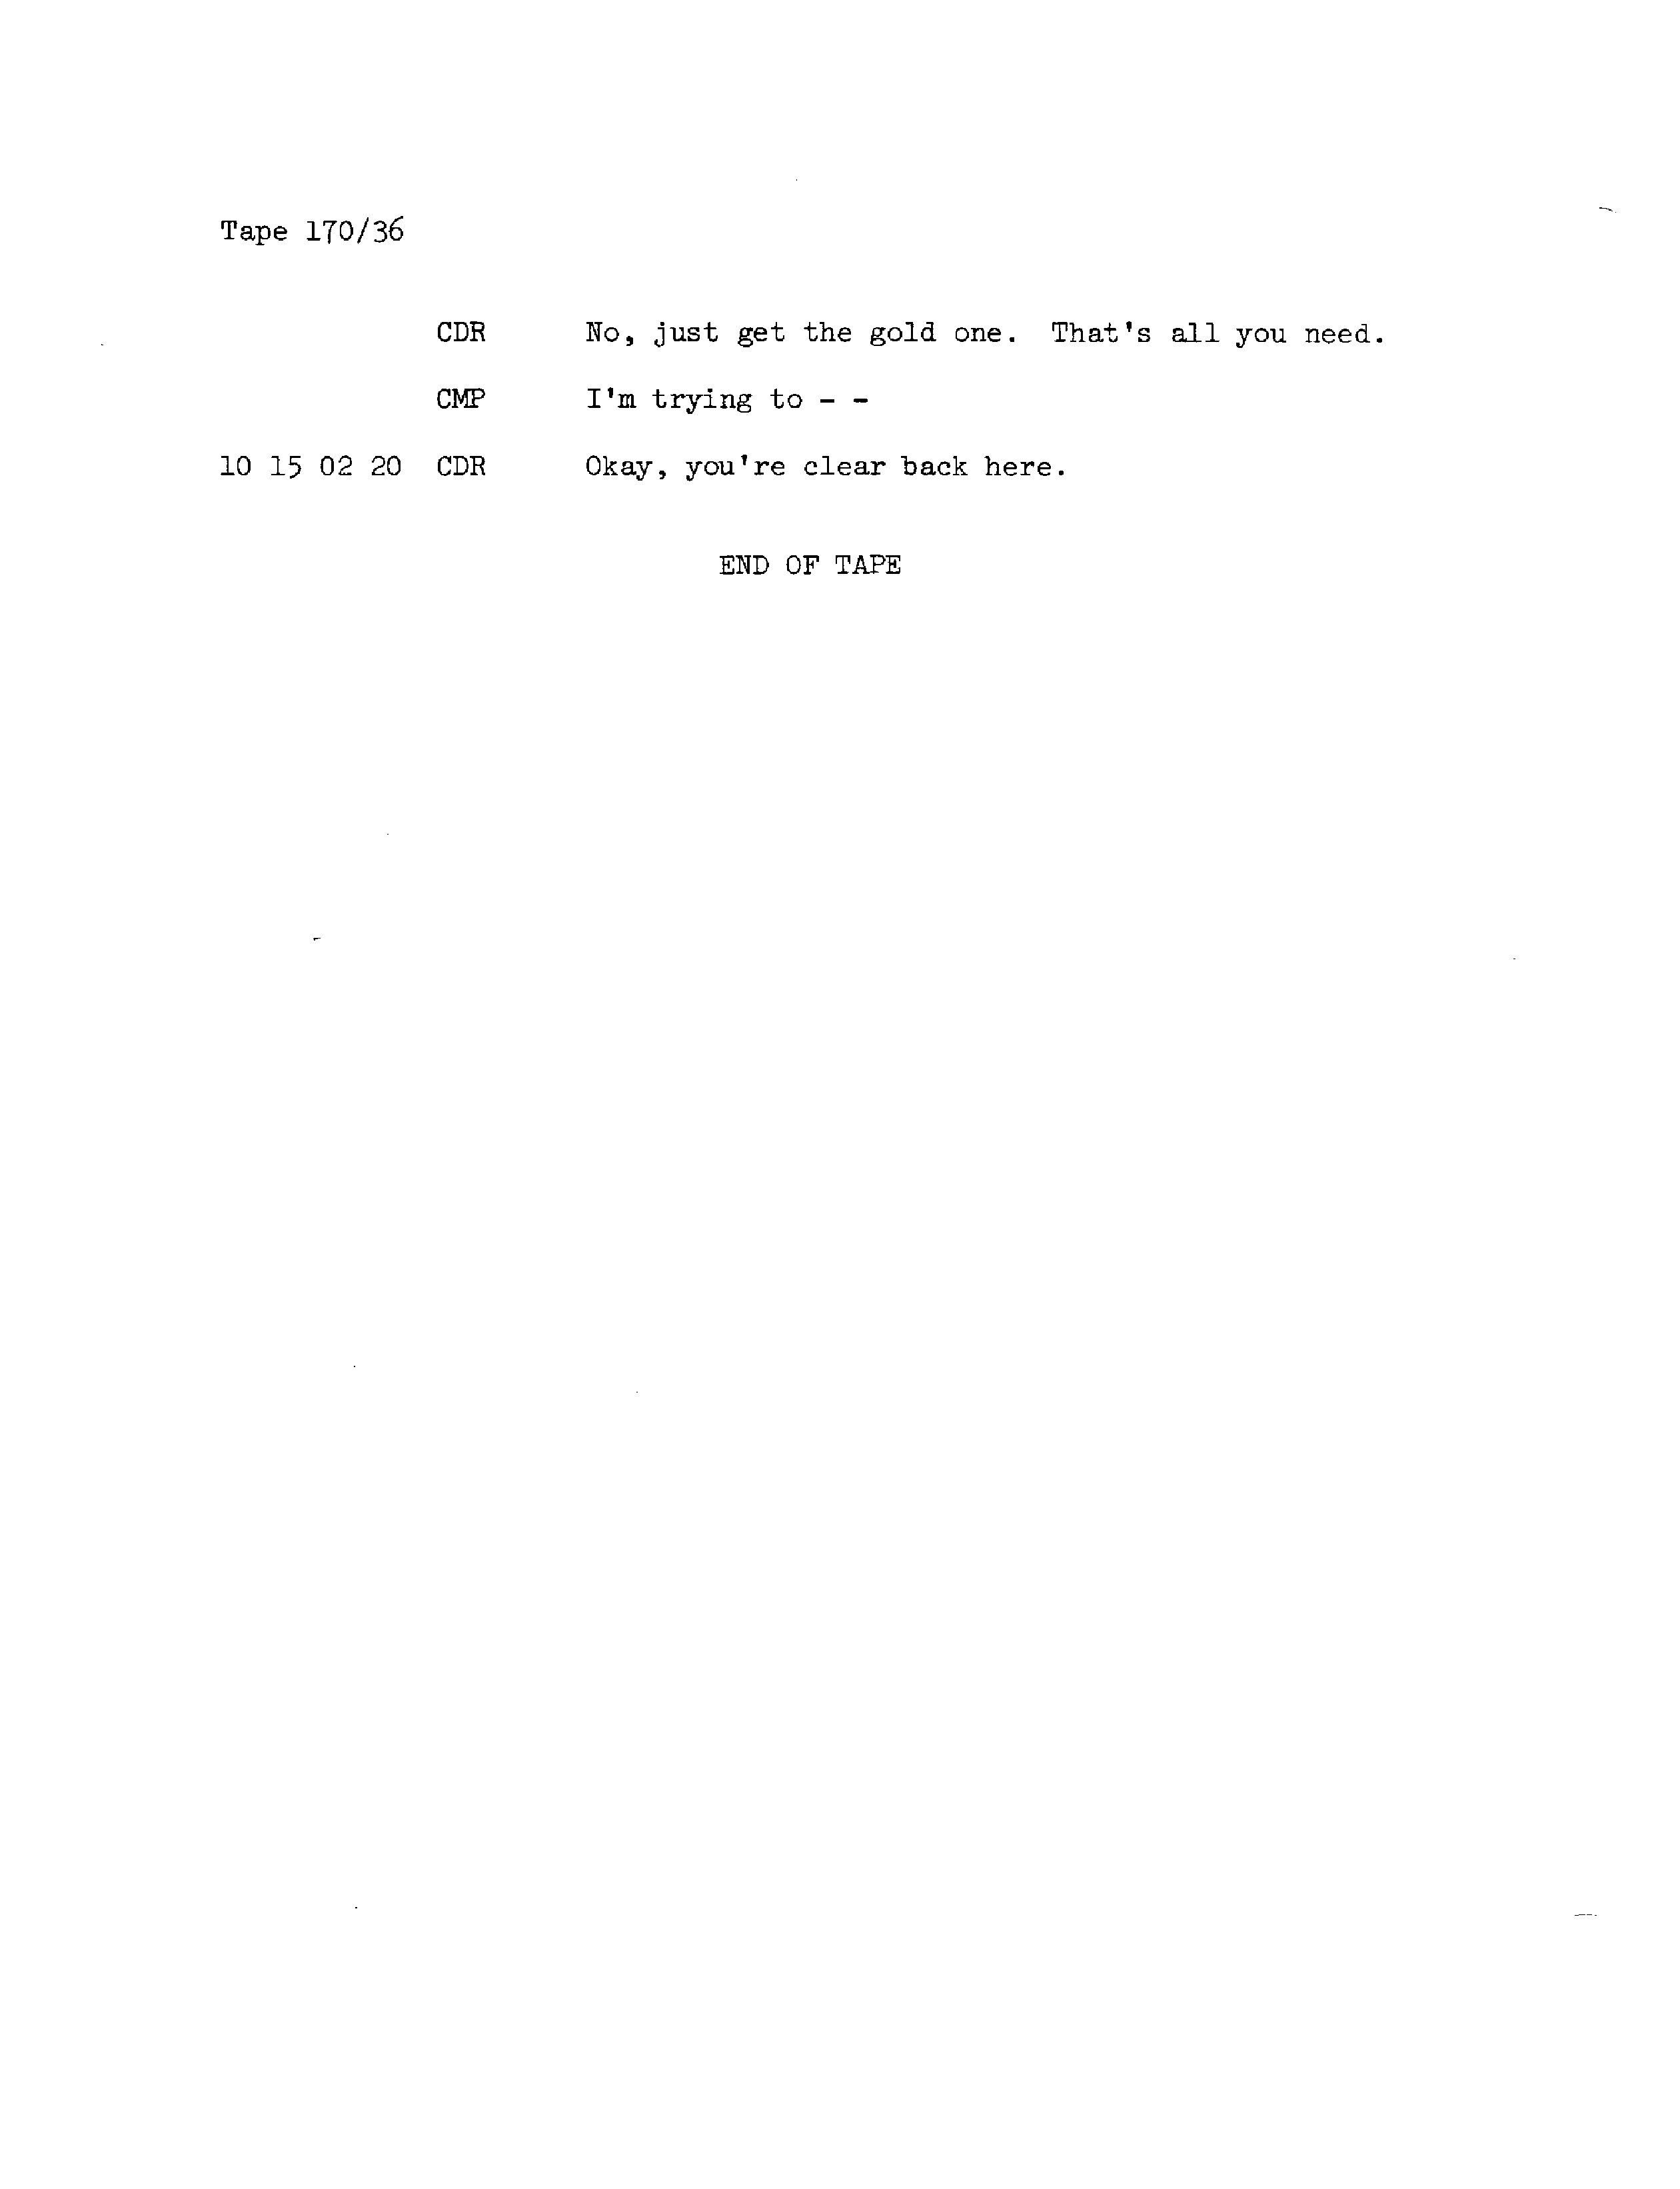 Tape 170/36
CDR No, just get the gold one. That's all you need.
CMP I'm trying to - -
10 15 02 20 CDR Okay, you're clear back here.
END OF TAPE